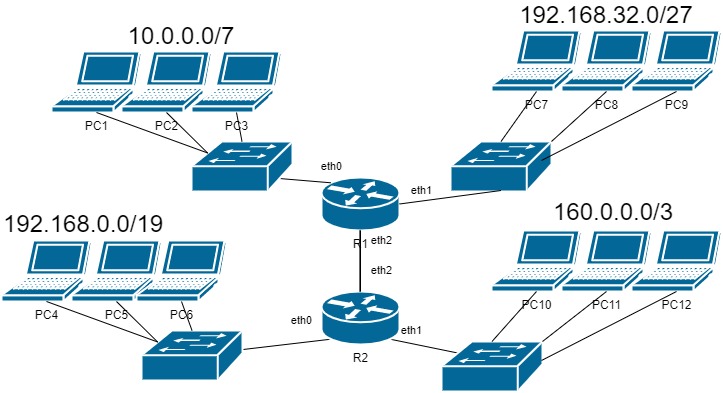 10.0.0.0/7
192.168.32.0/27
PC1
PC2
PC3
PC7
PC8
PC9
eth0
eth1
R1
eth2
192.168.0.0/19
160.0.0.0/3
eth2
PC4
PC5
PC6
PC10
PC11
PC12
eth0
eth1
R2